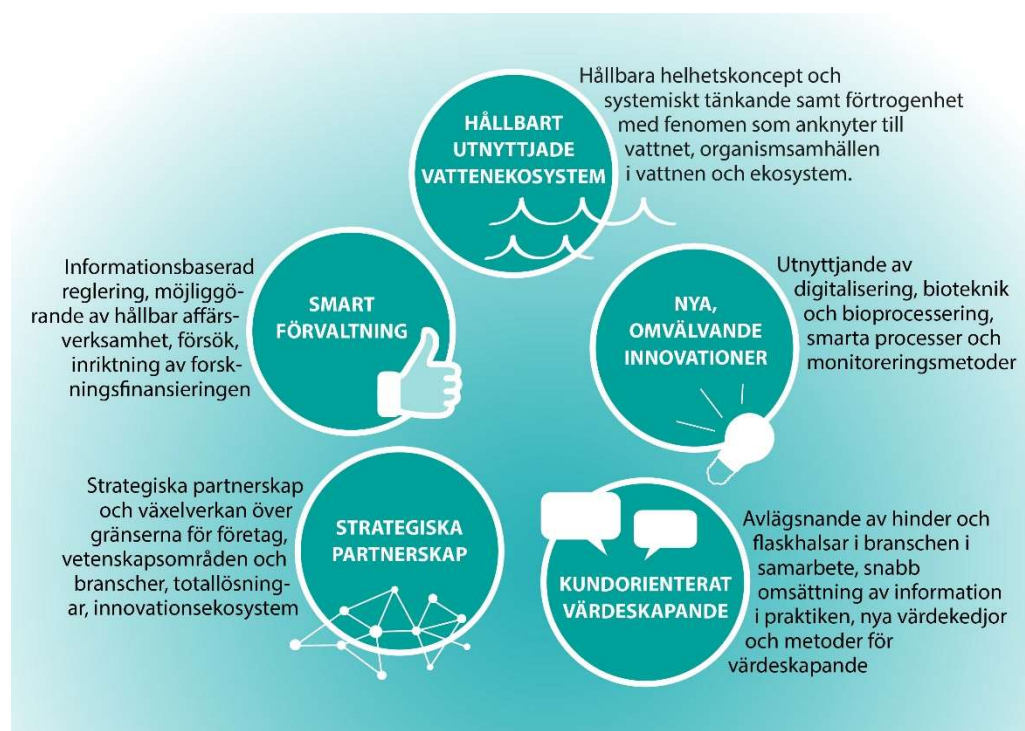 HÅLLBART
UTNYTTJADE
VATTENEKOSYSTEM
Hållbara helhetskoncept och
systemiskt tänkande samt förtrogenhet
med fenomen som anknyter till
vattnet, organismsamhällen
i vattnen och ekosystem.
Informationsbaserad
reglering, möjliggö-
rande av hållbar affärs-
verksamhet, försök,
inriktning av forsk-
ningsfinansieringen
SMART
FÖRVALTNING
NYA,
OMVÄLVANDE
INNOVATIONER
Utnyttjande av
digitalisering, bioteknik
och bioprocessering,
smarta processer och
monitoreringsmetoder
Strategiska partnerskap
och växelverkan över
gränserna för företag,
vetenskapsområden och
branscher, totallösning-
ar, innovationsekosystem
STRATEGISKA
PARTNERSKAP
KUNDORIENTERAT
VÄRDESKAPANDE
Avlägsnande av hinder och
flaskhalsar i branschen i
samarbete, snabb
omsättning av information
i praktiken, nya värdekedjor
och metoder för
värdeskapande